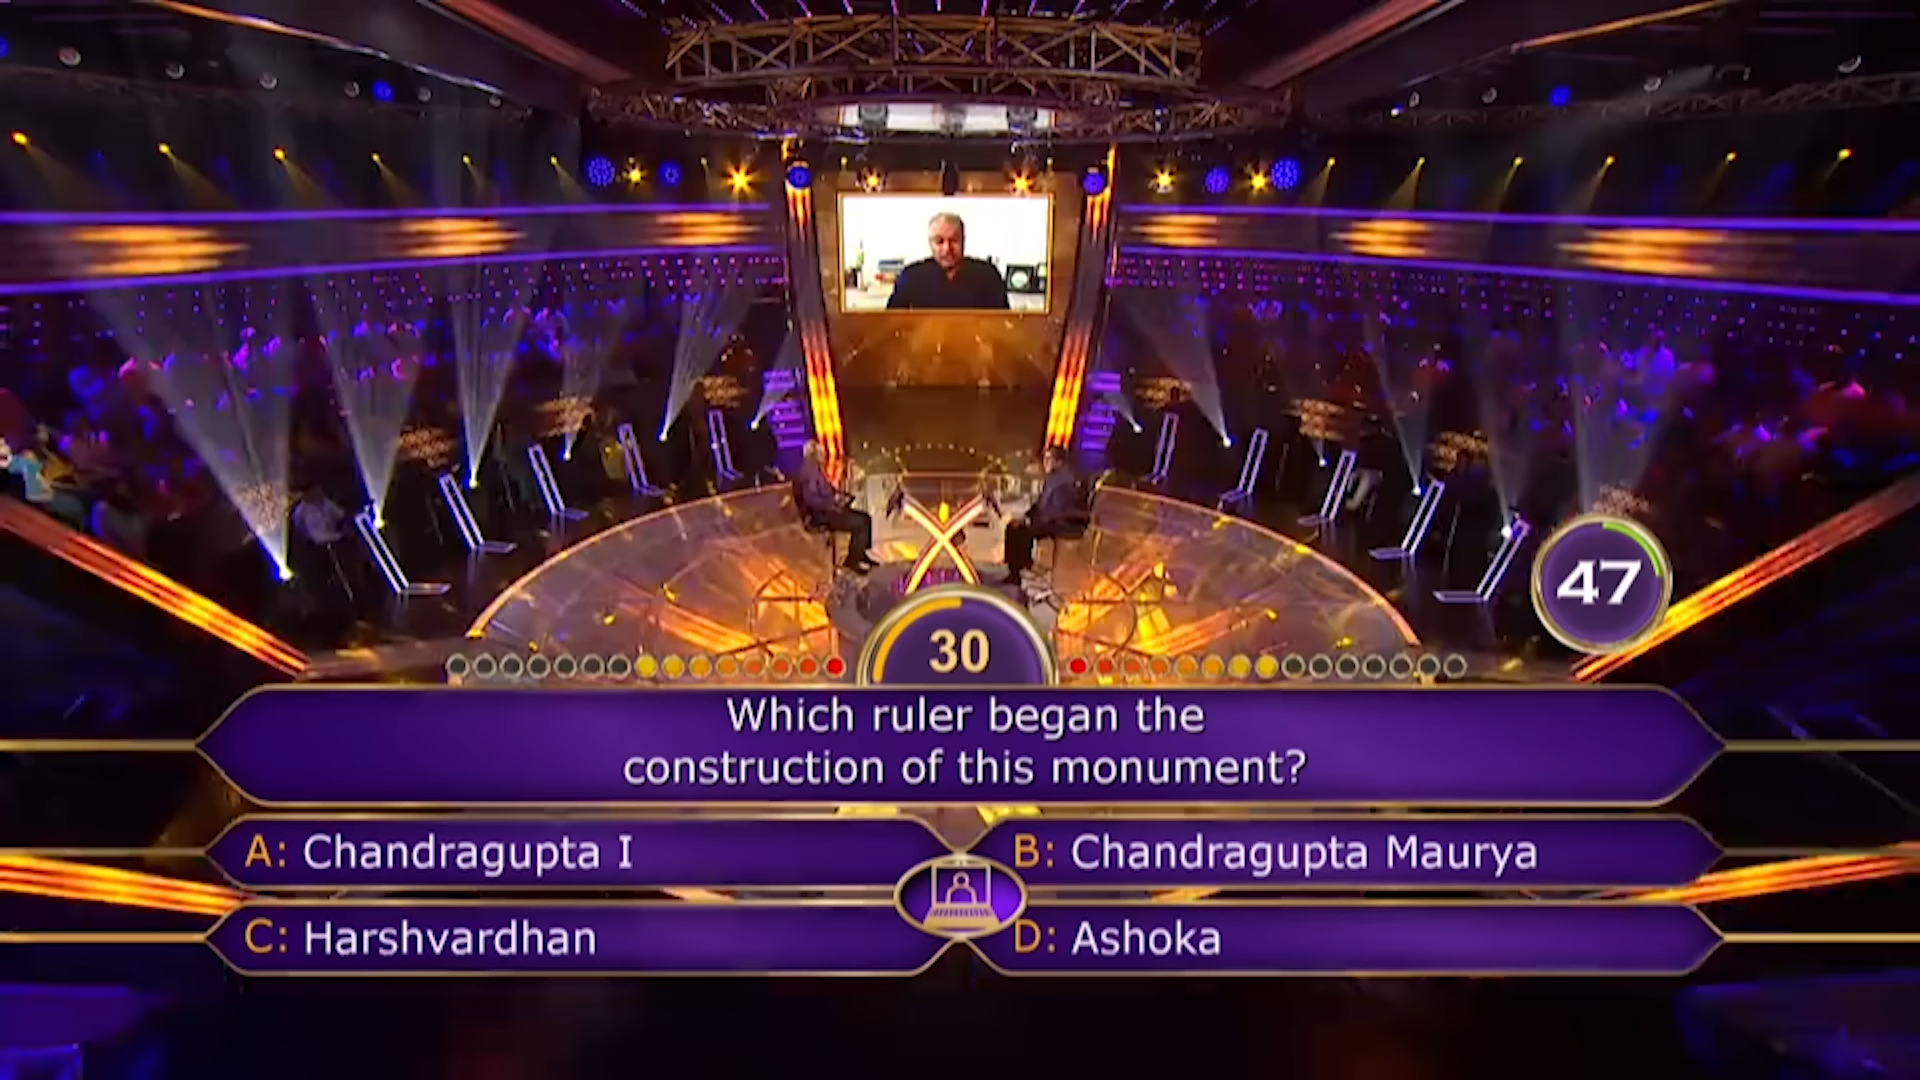 47
30
Which ruler began the
construction of this monument?
A: Chandragupta I
B: Chandragupta Maurya
C: Harshvardhan
D: Ashoka